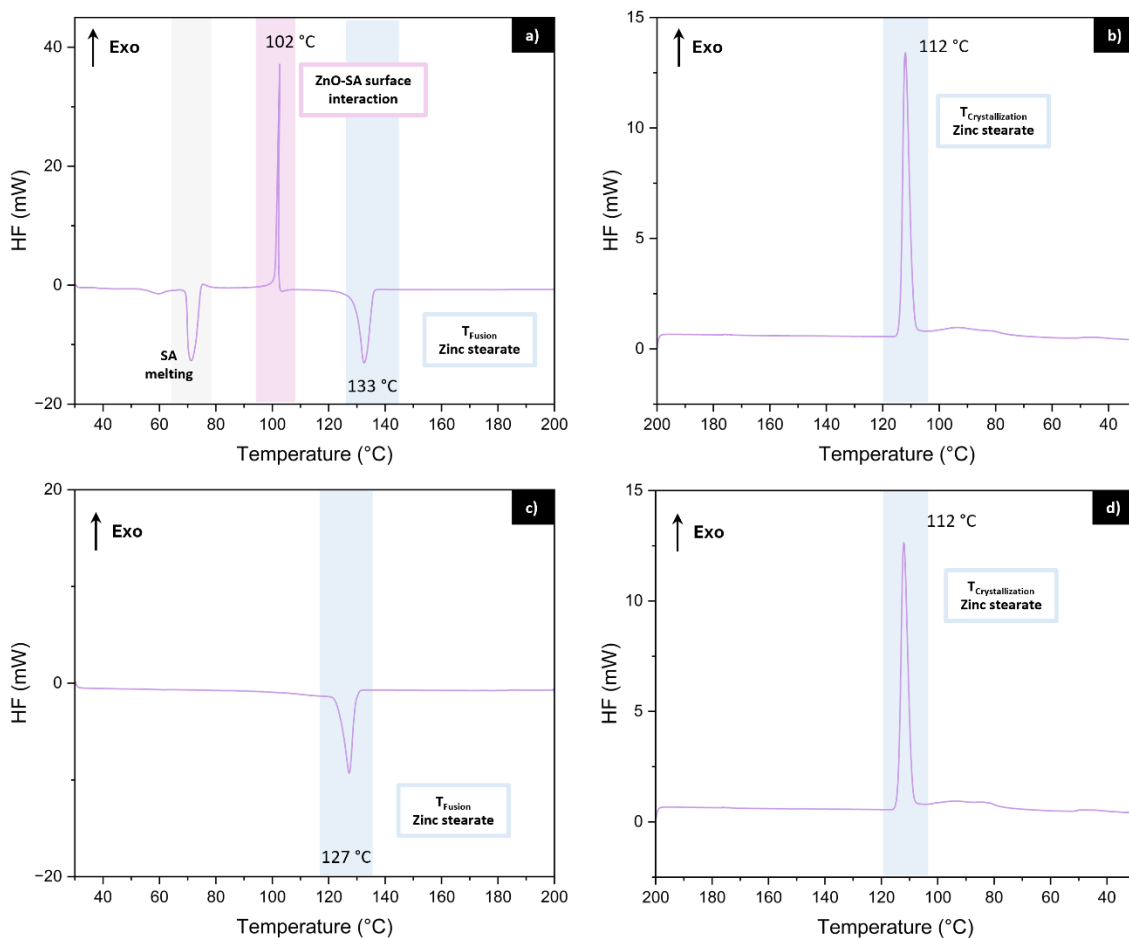 a)
Exo
102 °C
ZnO-SA surface
interaction
SA
melting
T_Fusion
Zinc stearate
133 °C
40
20
0
−20
HF (mW)
40 60 80 100 120 140 160 180 200
Temperature (°C)
b)
Exo
112 °C
T_Crystallization
Zinc stearate
15
10
5
0
HF (mW)
200 180 160 140 120 100 80 60 40
Temperature (°C)
c)
Exo
T_Fusion
Zinc stearate
127 °C
20
0
−20
HF (mW)
40 60 80 100 120 140 160 180 200
Temperature (°C)
d)
Exo
112 °C
T_Crystallization
Zinc stearate
15
10
5
0
HF (mW)
200 180 160 140 120 100 80 60 40
Temperature (°C)